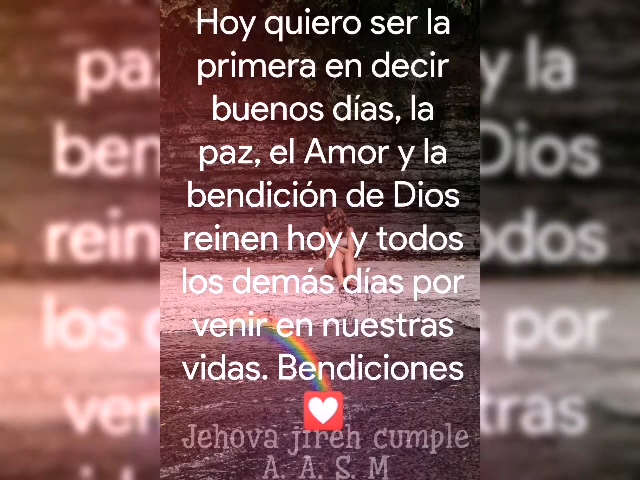 Hoy quiero ser la
primera en decir
buenos días, la
paz, el Amor y la
bendición de Dios
reinen hoy y todos
los demás días por
venir en nuestras
vidas. Bendiciones
Jehova jireh cumple
A. A. S. M